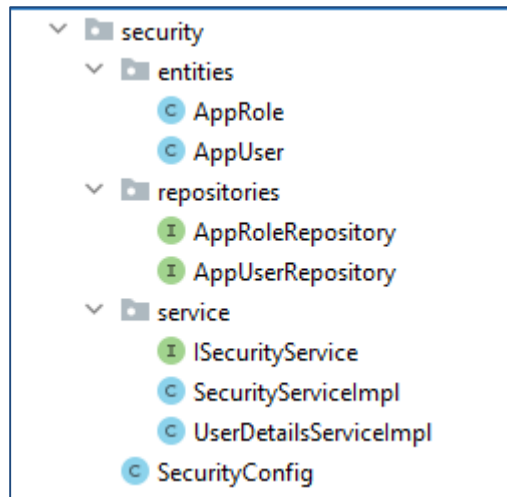 security
entities
C AppRole
C AppUser
repositories
I AppRoleRepository
I AppUserRepository
service
I ISecurityService
C SecurityServiceImpl
C UserDetailsServiceImpl
C SecurityConfig